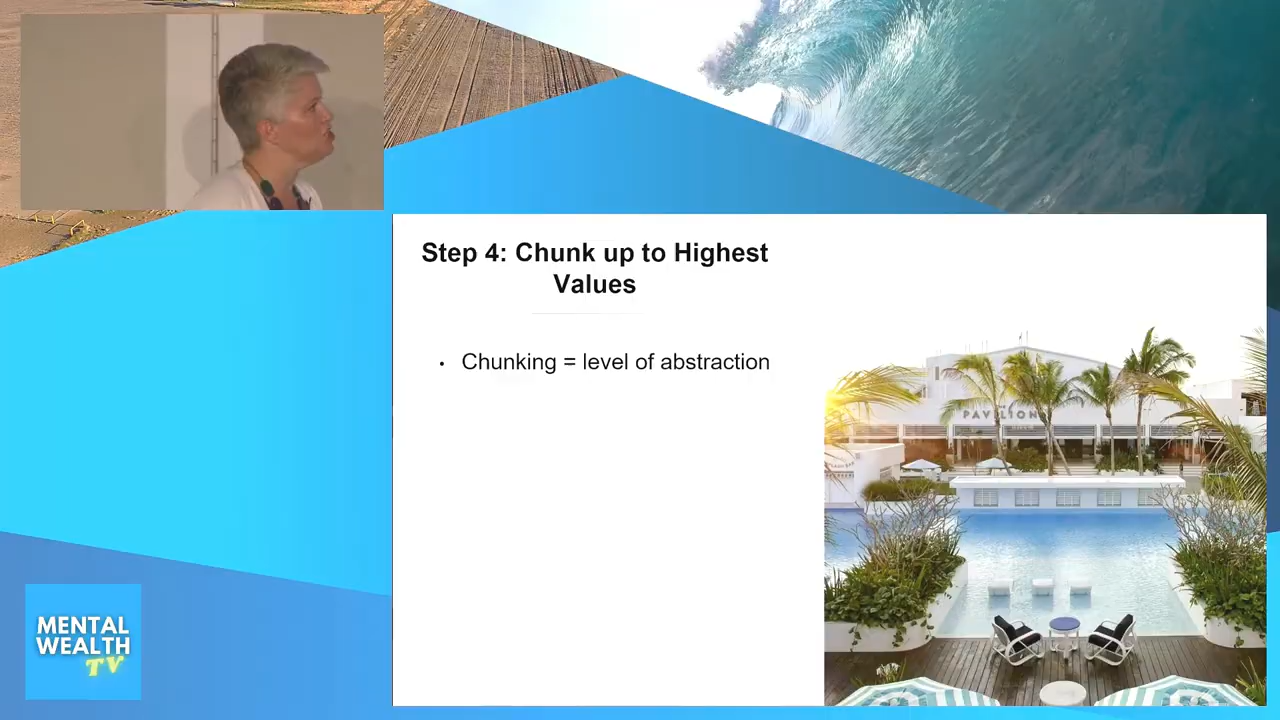 Step 4: Chunk up to Highest
Values
• Chunking = level of abstraction
PAVILION
MENTAL
WEALTH
TV